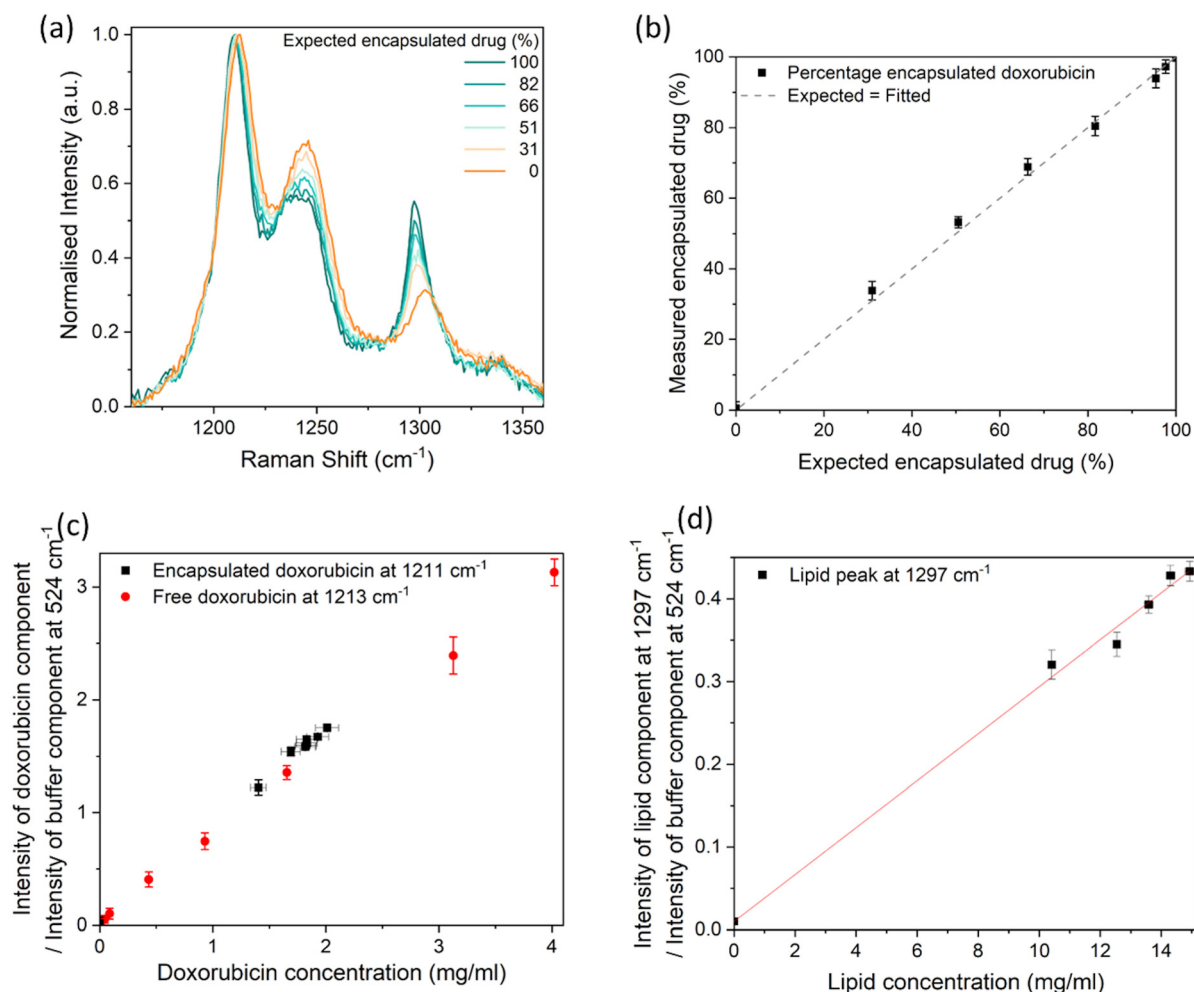 (a)
Expected encapsulated drug (%)
100
82
66
51
31
0
1.0
0.8
0.6
0.4
0.2
0.0
Normalised Intensity (a.u.)
1200
1250
1300
1350
Raman Shift (cm⁻¹)
(b)
Percentage encapsulated doxorubicin
Expected = Fitted
100
80
60
40
20
0
Measured encapsulated drug (%)
0
20
40
60
80
100
Expected encapsulated drug (%)
(c)
Encapsulated doxorubicin at 1211 cm⁻¹
Free doxorubicin at 1213 cm⁻¹
3
2
1
0
Intensity of doxorubicin component
/ Intensity of buffer component at 524 cm⁻¹
0
1
2
3
4
Doxorubicin concentration (mg/ml)
(d)
Lipid peak at 1297 cm⁻¹
0.4
0.3
0.2
0.1
0.0
Intensity of lipid component at 1297 cm⁻¹
/ Intensity of buffer component at 524 cm⁻¹
0
2
4
6
8
10
12
14
Lipid concentration (mg/ml)